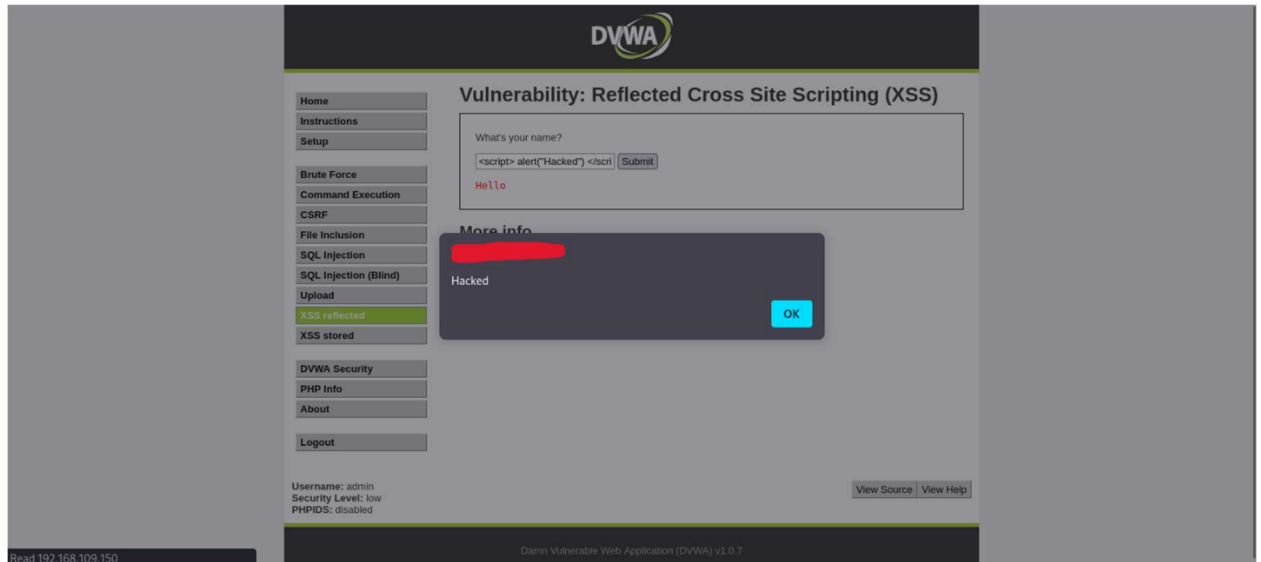 DVWA
Vulnerability: Reflected Cross Site Scripting (XSS)
Home
Instructions
Setup
Brute Force
Command Execution
CSRF
File Inclusion
SQL Injection
SQL Injection (Blind)
Upload
XSS reflected
XSS stored
DVWA Security
PHP Info
About
Logout
What's your name?
<script> alert("Hacked") </scri Submit
Hello
More info
Hacked
OK
Username: admin
Security Level: low
PHPIDS: disabled
View Source View Help
Read 192.168.109.150
Damn Vulnerable Web Application (DVWA) v1.0.7